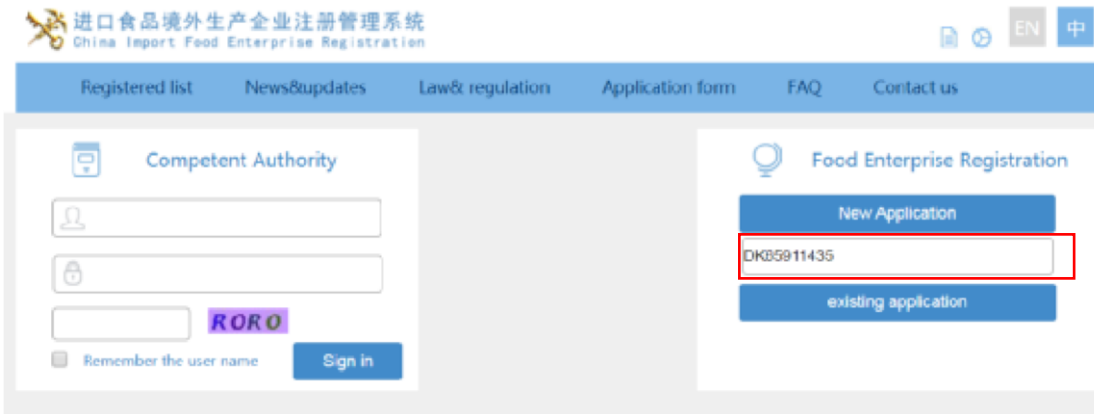 进口食品境外生产企业注册管理系统
China Import Food Enterprise Registration
EN 中
Registered list News&updates Law& regulation Application form FAQ Contact us
Competent Authority
RORO
Remember the user name Sign in
Food Enterprise Registration
New Application
DK65911435
existing application